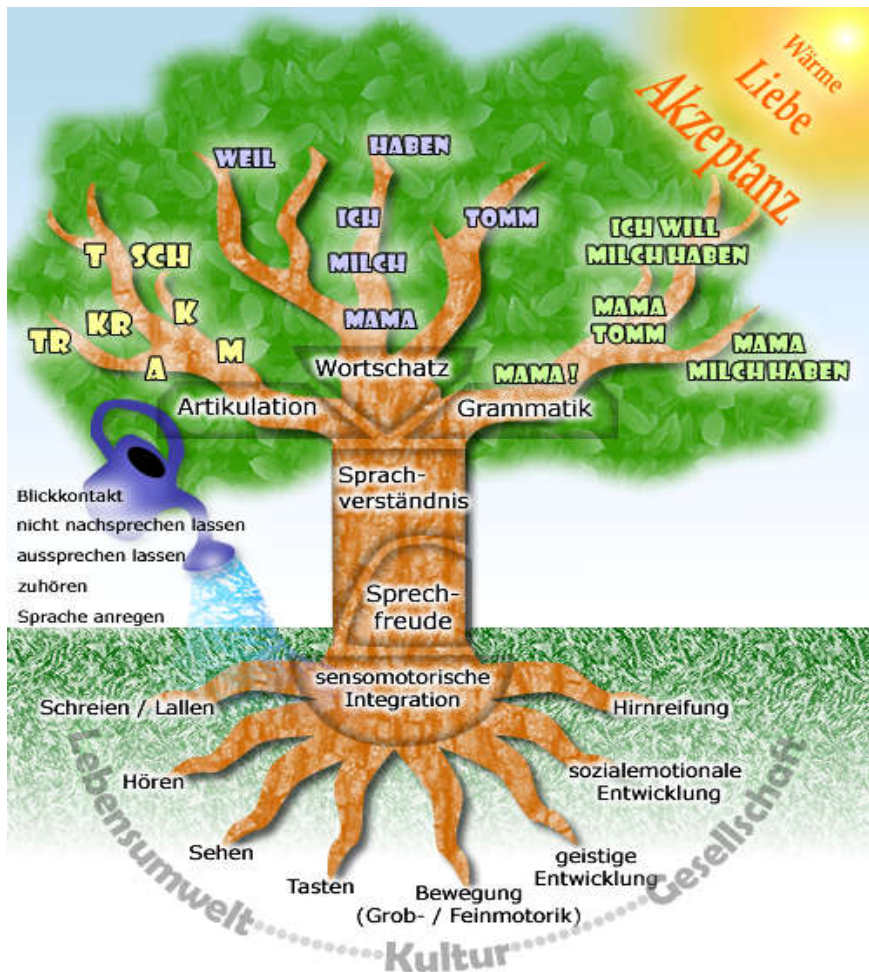 Wärme
Liebe
Akzeptanz
WEIL
HABEN
ICH
TOMM
MILCH
MAMA
T SCH
K
KR
TR
A
M
ICH WILL
MILCH HABEN
MAMA
TOMM
MAMA
MILCH HABEN
MAMA !
Wortschatz
Artikulation
Grammatik
Sprach-
verständnis
Sprech-
freude
Blickkontakt
nicht nachsprechen lassen
aussprechen lassen
zuhören
Sprache anregen
sensomotorische
Integration
Schreien / Lallen
Hören
Sehen
Tasten
Bewegung
(Grob- / Feinmotorik)
geistige
Entwicklung
sozialemotionale
Entwicklung
Hirnreifung
Lebensumwelt
Kultur
Gesellschaft